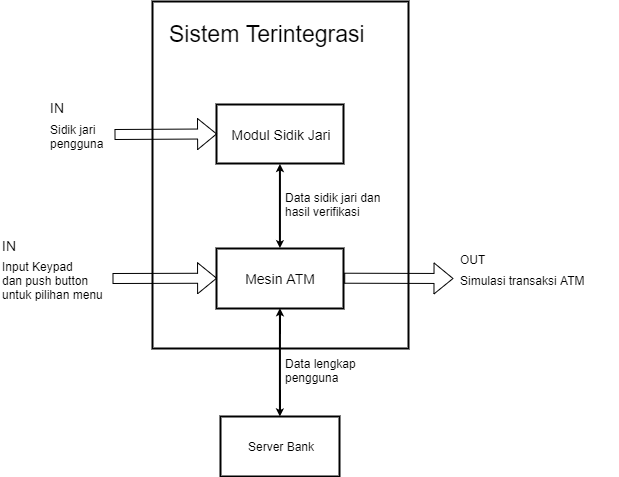 Sistem Terintegrasi
IN
Sidik jari
pengguna
Modul Sidik Jari
Data sidik jari dan
hasil verifikasi
IN
Input Keypad
dan push button
untuk pilihan menu
Mesin ATM
OUT
Simulasi transaksi ATM
Data lengkap
pengguna
Server Bank